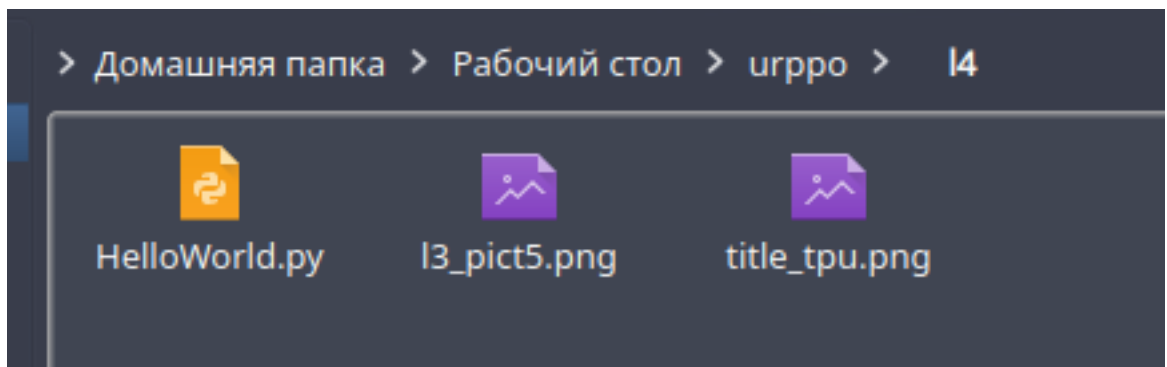 > Домашняя папка > Рабочий стол > urppo > l4
HelloWorld.py l3_pict5.png title_tpu.png